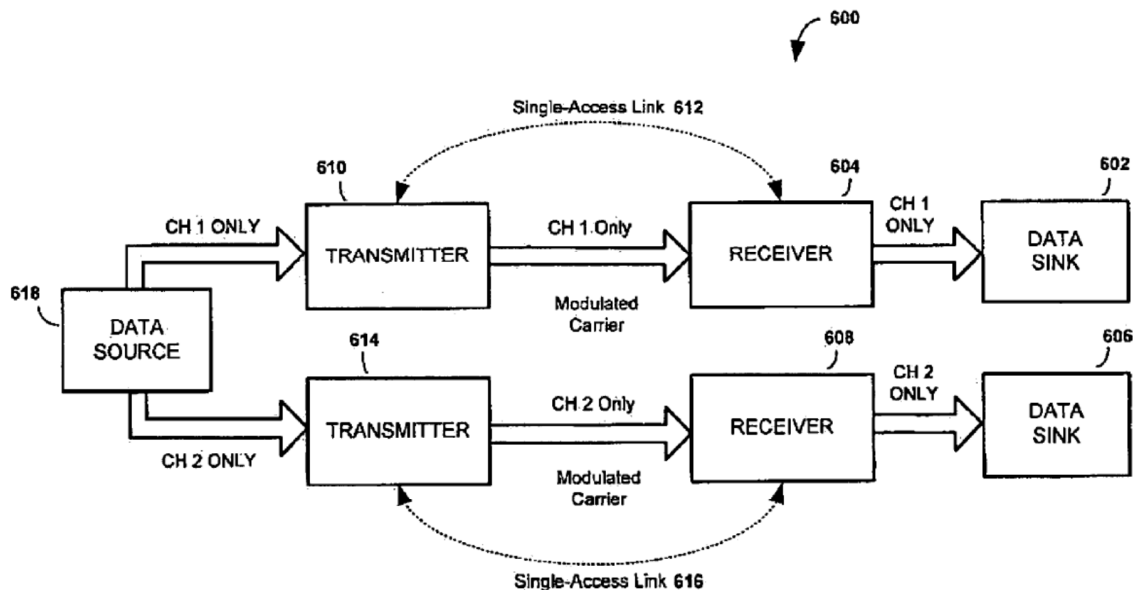 600
Single-Access Link 612
610
604
602
CH 1 ONLY
CH 1 Only
CH 1
ONLY
TRANSMITTER
RECEIVER
DATA
SINK
618
DATA
SOURCE
Modulated
Carrier
614
608
606
CH 2 ONLY
CH 2 Only
CH 2
ONLY
TRANSMITTER
RECEIVER
DATA
SINK
Modulated
Carrier
Single-Access Link 616